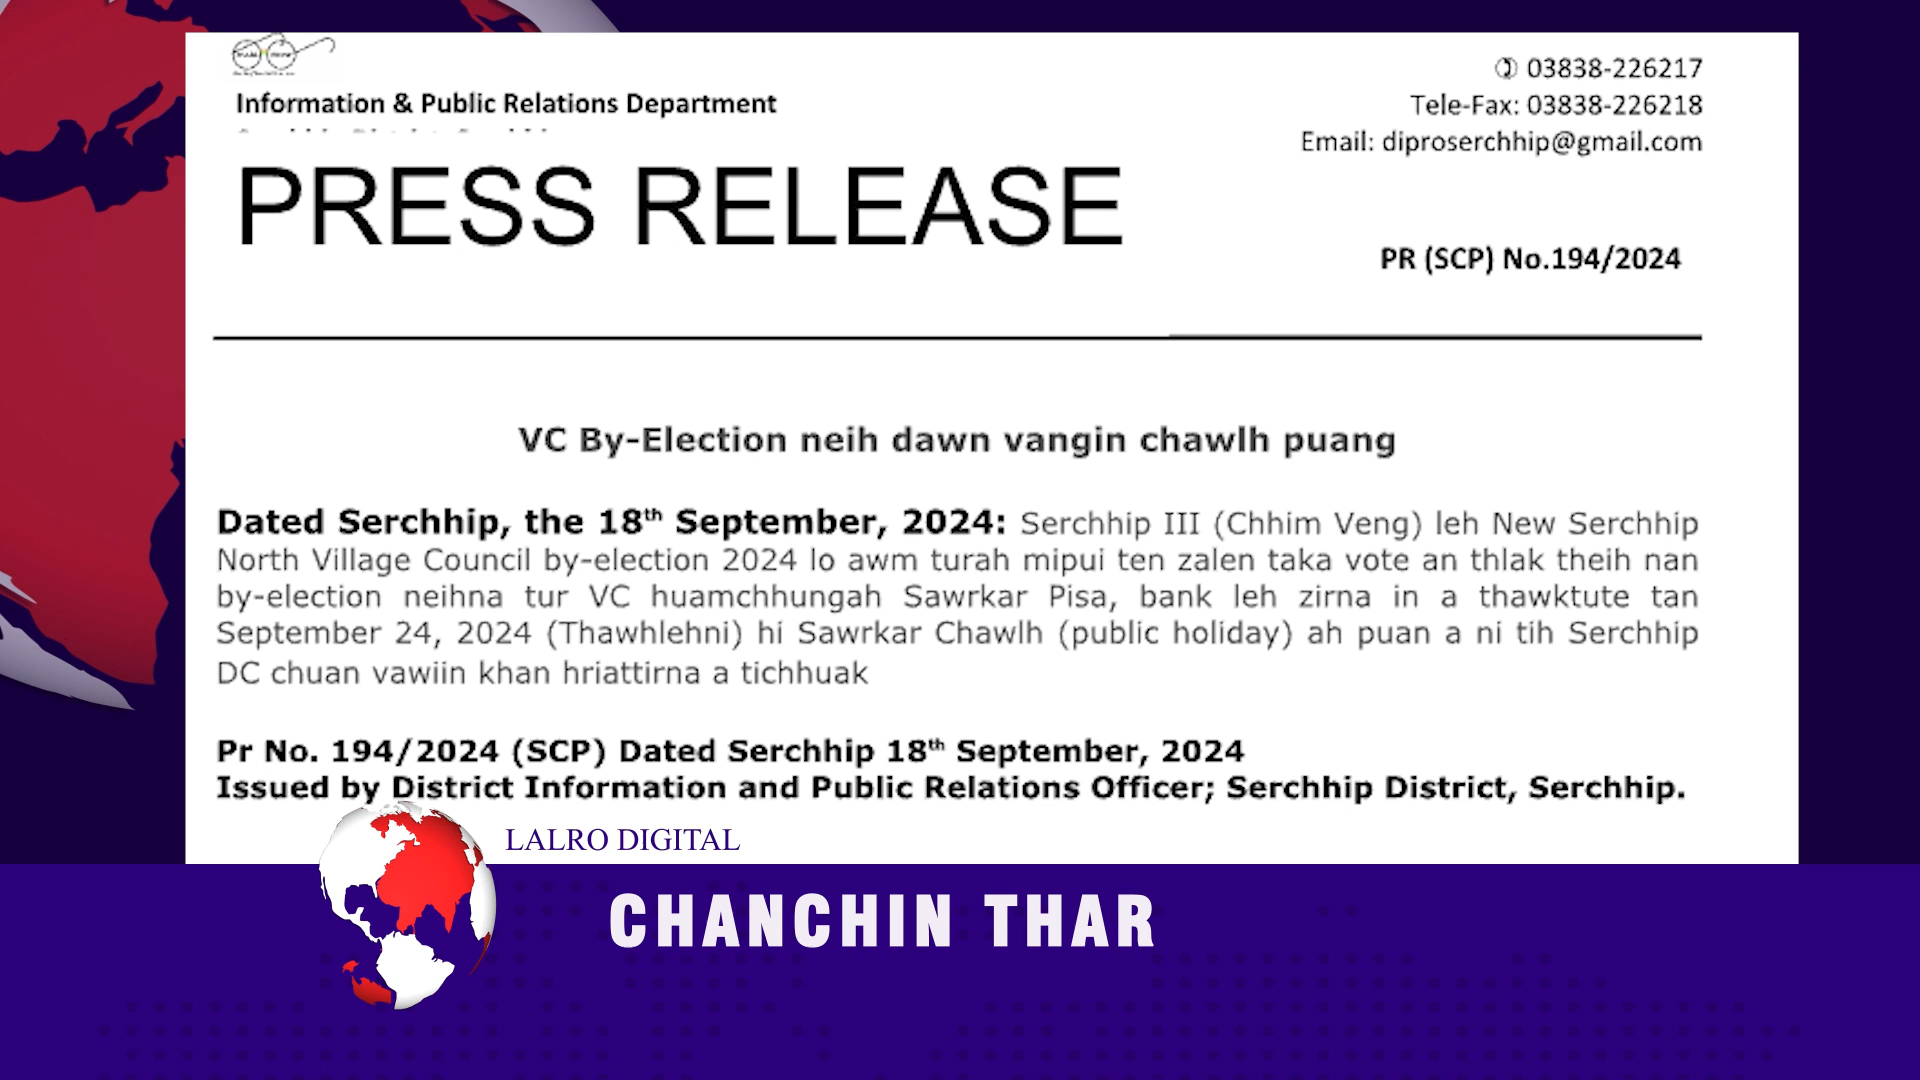 Information & Public Relations Department
03838-226217
Tele-Fax: 03838-226218
Email: diproserchhip@gmail.com
PRESS RELEASE
PR (SCP) No.194/2024
VC By-Election neih dawn vangin chawlh puang
Dated Serchhip, the 18th September, 2024: Serchhip III (Chhim Veng) leh New Serchhip
North Village Council by-election 2024 lo awm turah mipui ten zalen taka vote an thlak theih nan
by-election neihna tur VC huamchhungah Sawrkar Pisa, bank leh zirna in a thawktute tan
September 24, 2024 (Thawhlehni) hi Sawrkar Chawlh (public holiday) ah puan a ni tih Serchhip
DC chuan vawiin khan hriattirna a tichhuak
Pr No. 194/2024 (SCP) Dated Serchhip 18th September, 2024
Issued by District Information and Public Relations Officer; Serchhip District, Serchhip.
LALRO DIGITAL
CHANCHIN THAR